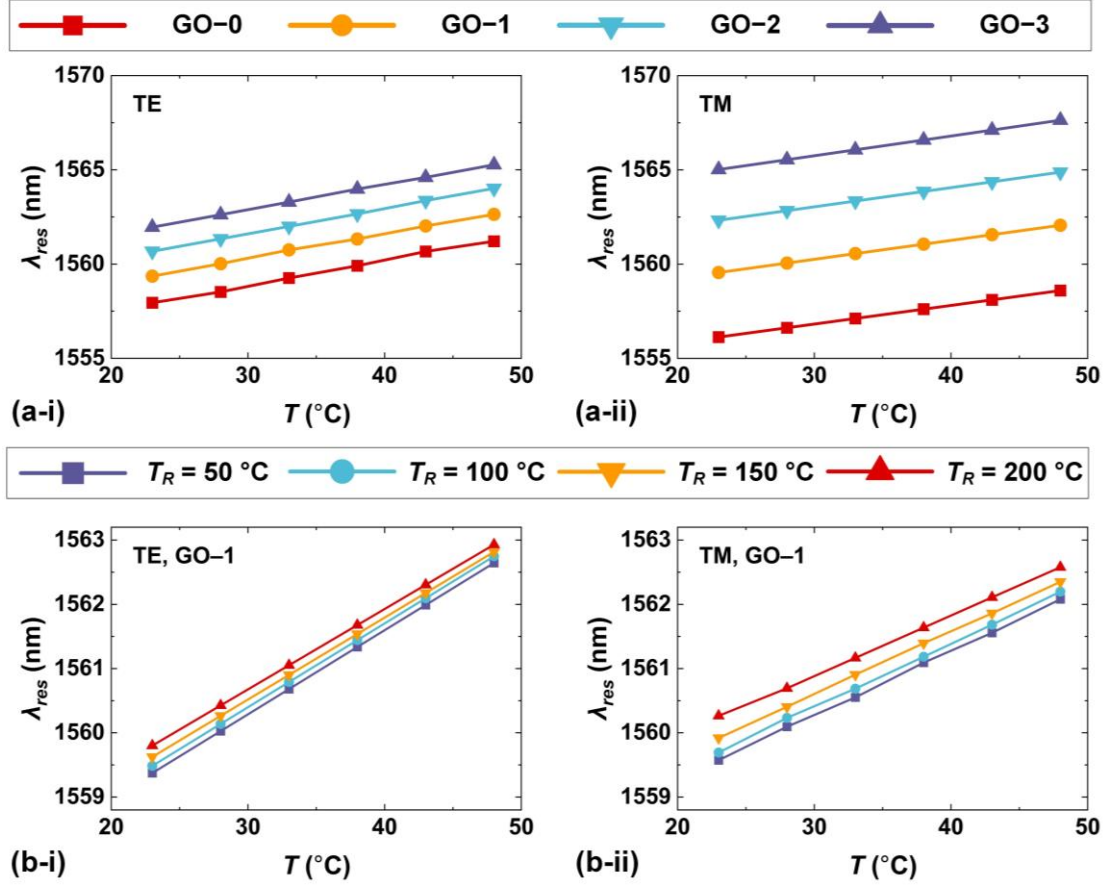 GO−0 GO−1 GO−2 GO−3
1570
1565
1560
1555
TE
λres (nm)
20 30 40 50
T (°C)
(a-i)
1570
1565
1560
1555
TM
λres (nm)
20 30 40 50
T (°C)
(a-ii)
TR = 50 °C TR = 100 °C TR = 150 °C TR = 200 °C
1563
1562
1561
1560
1559
TE, GO–1
λres (nm)
20 30 40 50
T (°C)
(b-i)
1563
1562
1561
1560
1559
TM, GO–1
λres (nm)
20 30 40 50
T (°C)
(b-ii)